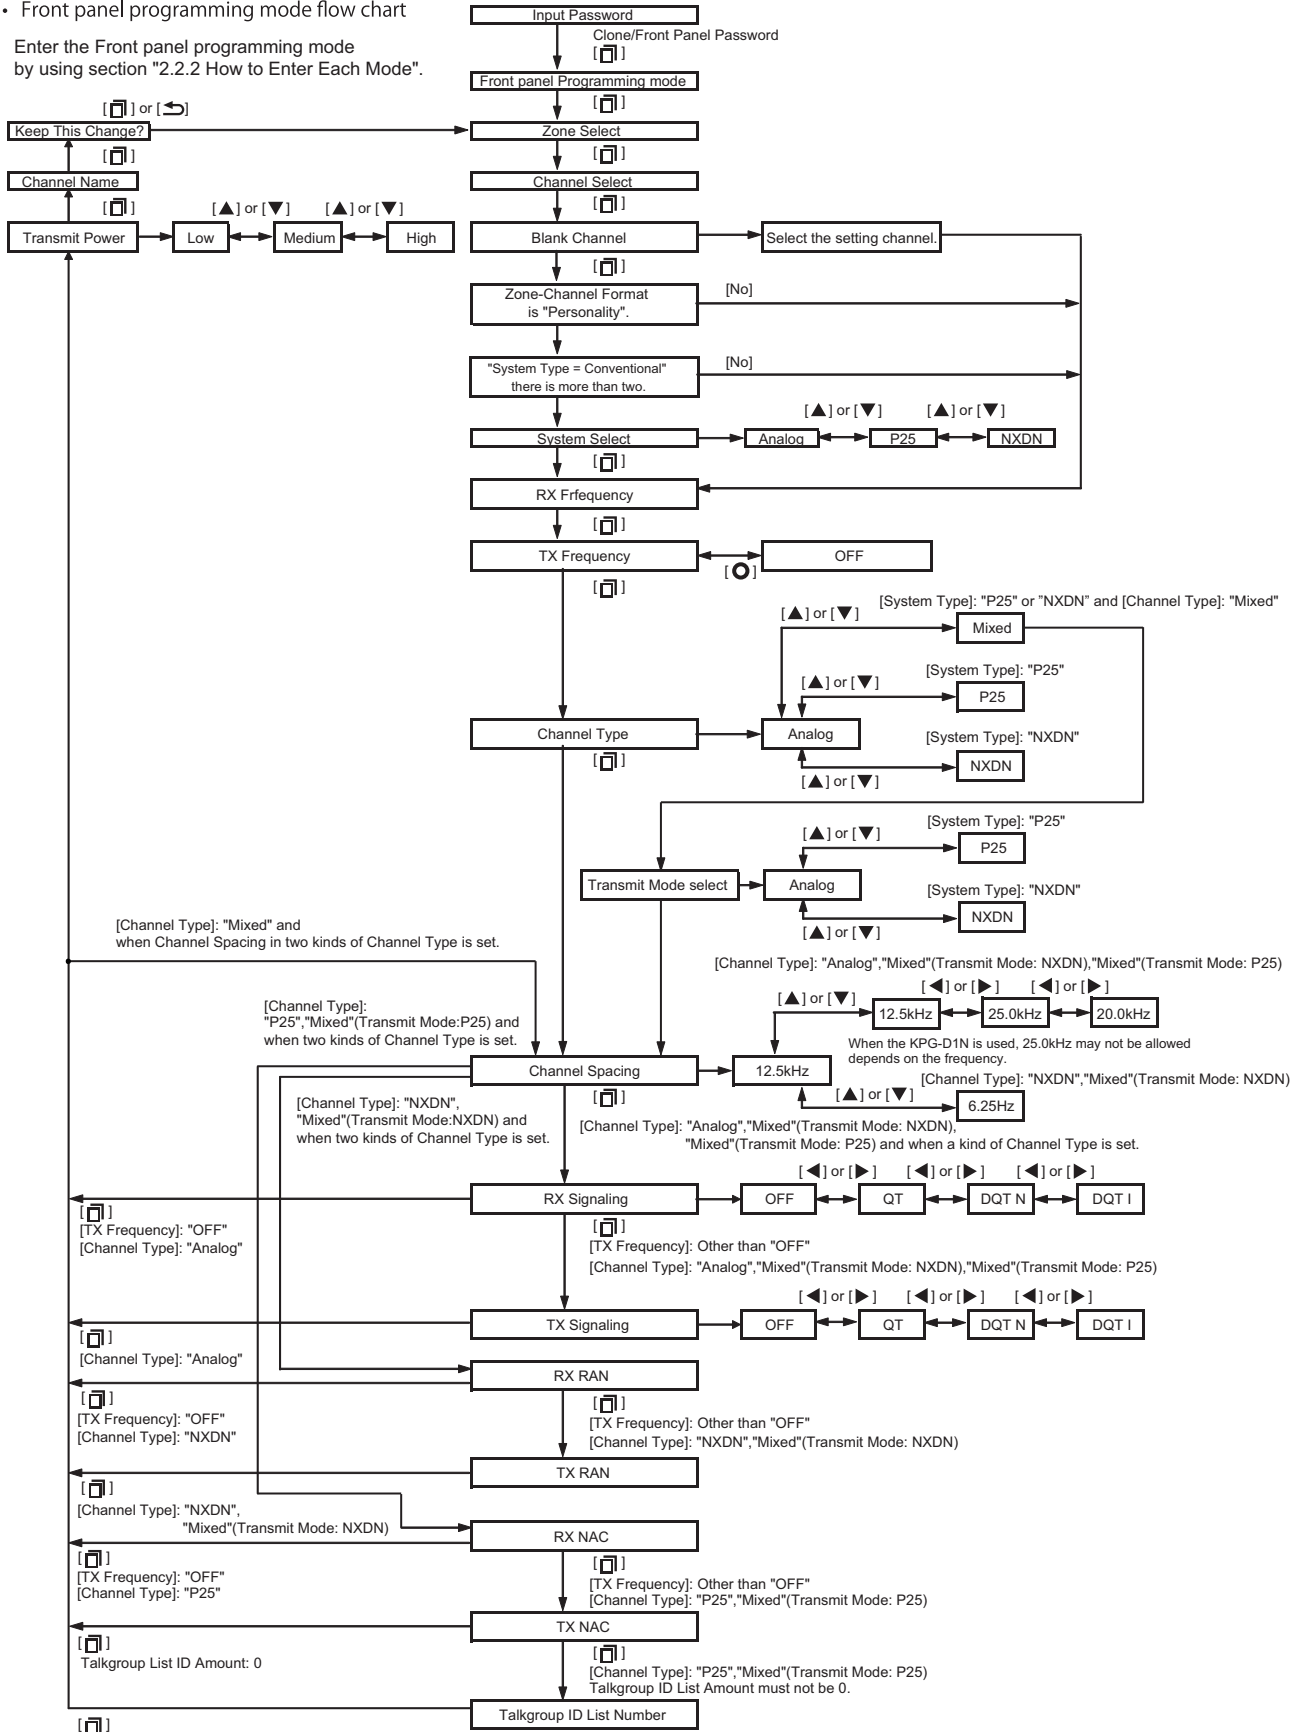 • Front panel programming mode flow chart
Enter the Front panel programming mode
by using section "2.2.2 How to Enter Each Mode".
Input Password
Clone/Front Panel Password
[ ]
Front panel Programming mode
[ ]
[ ] or [ ]
Keep This Change?
Zone Select
[ ]
[ ]
Channel Name
Channel Select
[ ]
[ ]
[▲] or [▼]
[▲] or [▼]
Transmit Power
Low
Medium
High
Blank Channel
Select the setting channel.
[ ]
Zone-Channel Format
is "Personality".
[No]
"System Type = Conventional"
there is more than two.
[No]
[▲] or [▼]
[▲] or [▼]
System Select
Analog
P25
NXDN
[ ]
RX Frfequency
[ ]
TX Frequency
OFF
[ ]
[ ]
[System Type]: "P25" or ”NXDN” and [Channel Type]: "Mixed"
[▲] or [▼]
Mixed
[System Type]: "P25"
[▲] or [▼]
P25
Channel Type
Analog
[System Type]: "NXDN"
[ ]
NXDN
[▲] or [▼]
[System Type]: "P25"
[▲] or [▼]
P25
Transmit Mode select
Analog
[System Type]: "NXDN"
NXDN
[▲] or [▼]
[Channel Type]: "Mixed" and
when Channel Spacing in two kinds of Channel Type is set.
[Channel Type]: "Analog","Mixed"(Transmit Mode: NXDN),"Mixed"(Transmit Mode: P25)
[◀] or [▶]
[◀] or [▶]
[▲] or [▼]
12.5kHz
25.0kHz
20.0kHz
[Channel Type]:
"P25","Mixed"(Transmit Mode:P25) and
when two kinds of Channel Type is set.
When the KPG-D1N is used, 25.0kHz may not be allowed
depends on the frequency.
Channel Spacing
12.5kHz
[Channel Type]: "NXDN","Mixed"(Transmit Mode: NXDN)
[ ]
[▲] or [▼]
6.25Hz
[Channel Type]: "NXDN",
"Mixed"(Transmit Mode:NXDN) and
when two kinds of Channel Type is set.
[Channel Type]: "Analog","Mixed"(Transmit Mode: NXDN),
"Mixed"(Transmit Mode: P25) and when a kind of Channel Type is set.
[◀] or [▶]
[◀] or [▶]
[◀] or [▶]
RX Signaling
OFF
QT
DQT N
DQT I
[ ]
[TX Frequency]: "OFF"
[Channel Type]: "Analog"
[ ]
[TX Frequency]: Other than "OFF"
[Channel Type]: "Analog","Mixed"(Transmit Mode: NXDN),"Mixed"(Transmit Mode: P25)
[◀] or [▶]
[◀] or [▶]
[◀] or [▶]
TX Signaling
OFF
QT
DQT N
DQT I
[ ]
[Channel Type]: "Analog"
RX RAN
[ ]
[TX Frequency]: "OFF"
[Channel Type]: "NXDN"
[ ]
[TX Frequency]: Other than "OFF"
[Channel Type]: "NXDN","Mixed"(Transmit Mode: NXDN)
TX RAN
[ ]
[Channel Type]: "NXDN",
"Mixed"(Transmit Mode: NXDN)
RX NAC
[ ]
[TX Frequency]: "OFF"
[Channel Type]: "P25"
[ ]
[TX Frequency]: Other than "OFF"
[Channel Type]: "P25","Mixed"(Transmit Mode: P25)
TX NAC
[ ]
Talkgroup List ID Amount: 0
[ ]
[Channel Type]: "P25","Mixed"(Transmit Mode: P25)
Talkgroup ID List Amount must not be 0.
Talkgroup ID List Number
[ ]